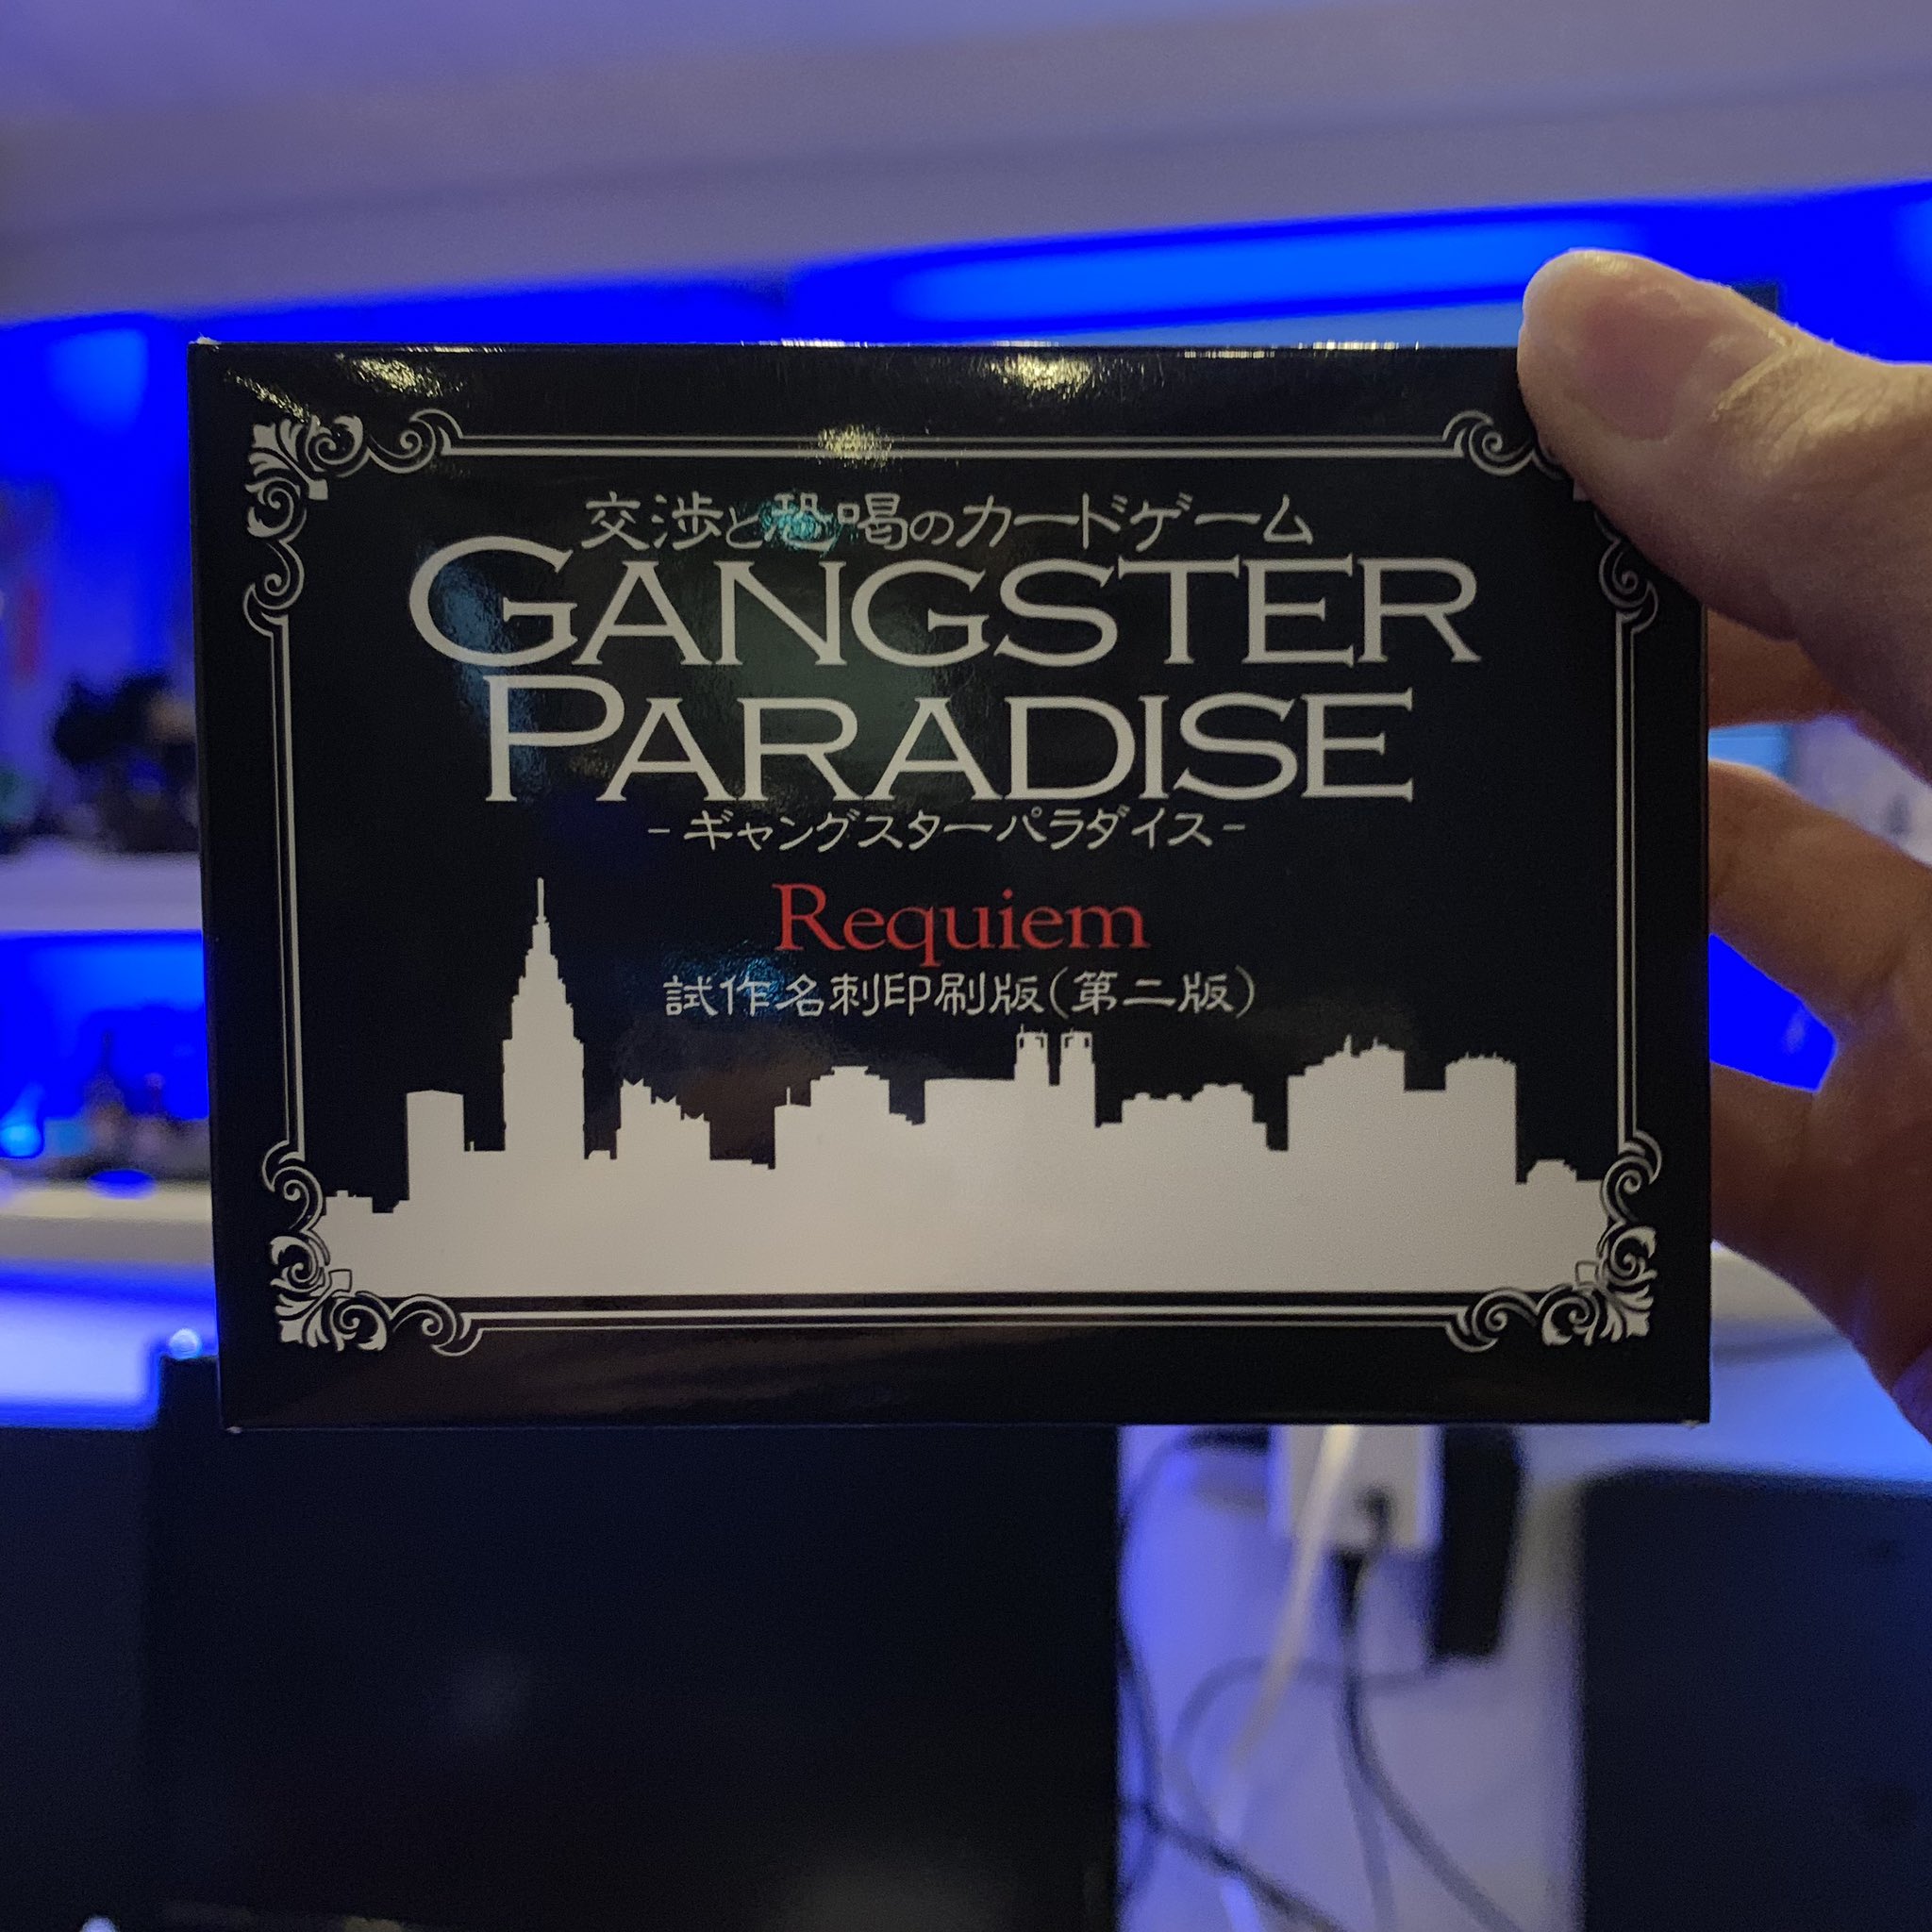 交渉と恐喝のカードゲーム
GANGSTER
PARADISE
-ギャングスターパラダイス-
Requiem
試作名刺印刷版(第二版)